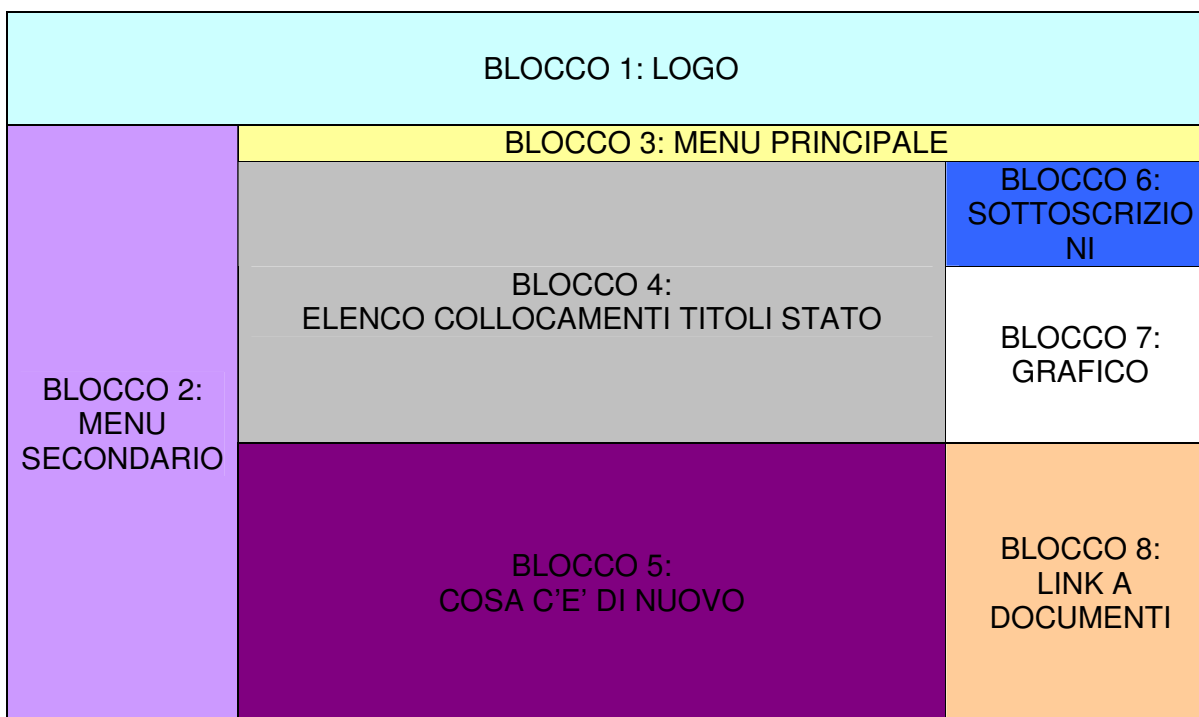 BLOCCO 1: LOGO
BLOCCO 2:
MENU
SECONDARIO
BLOCCO 3: MENU PRINCIPALE
BLOCCO 4:
ELENCO COLLOCAMENTI TITOLI STATO
BLOCCO 5:
COSA C'E' DI NUOVO
BLOCCO 6:
SOTTOSCRIZIO
NI
BLOCCO 7:
GRAFICO
BLOCCO 8:
LINK A
DOCUMENTI